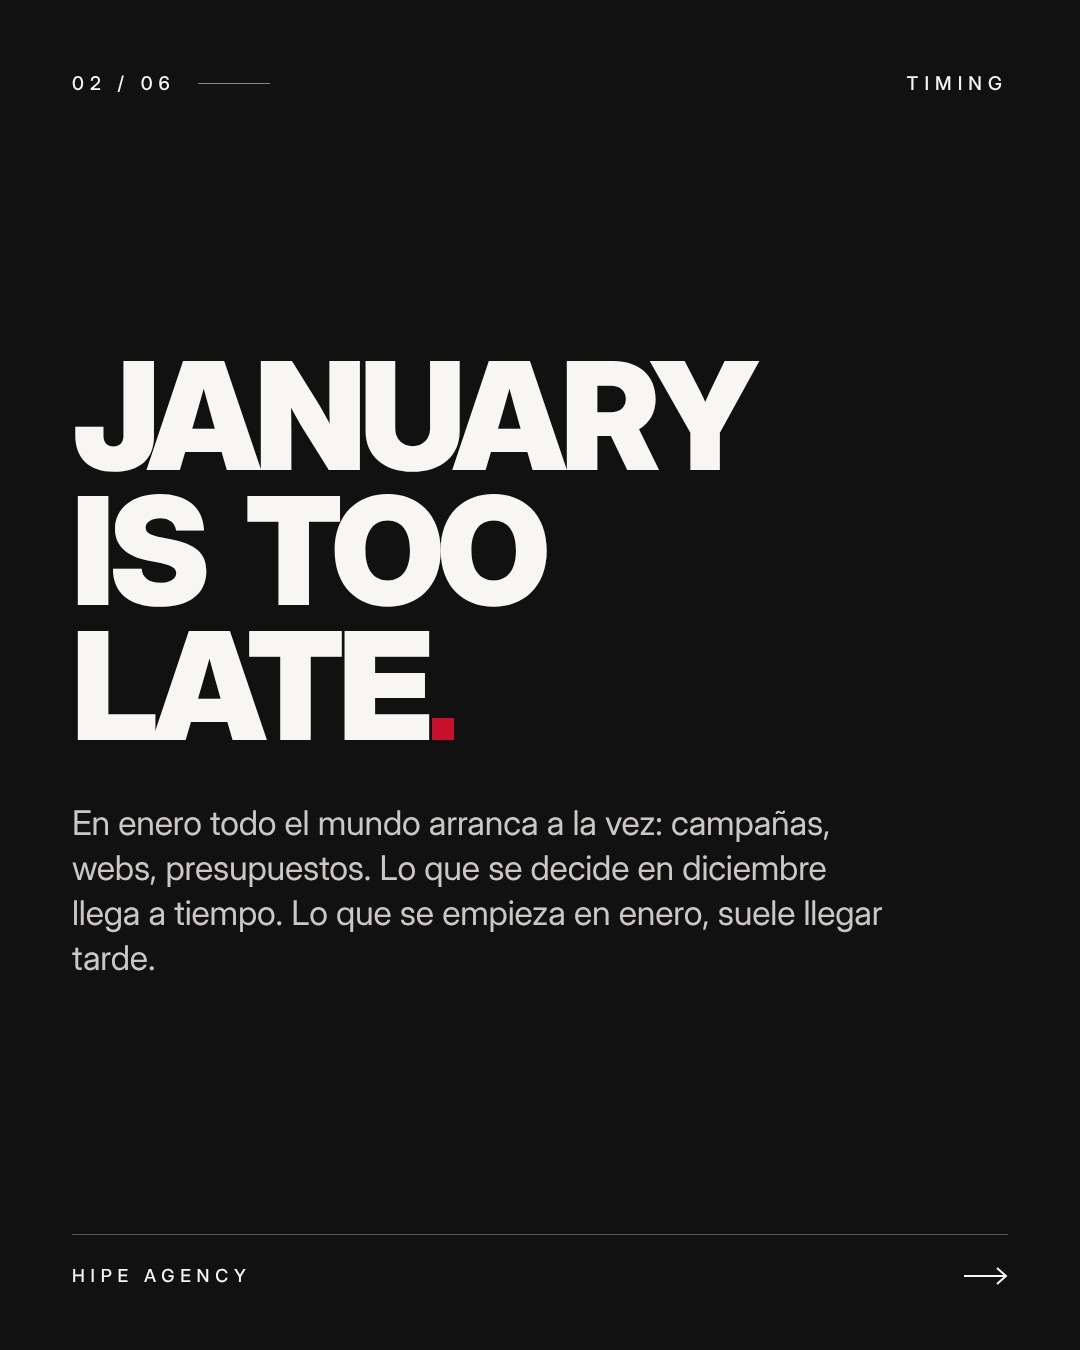 02 / 06
TIMING
JANUARY
IS TOO
LATE.
En enero todo el mundo arranca a la vez: campañas,
webs, presupuestos. Lo que se decide en diciembre
llega a tiempo. Lo que se empieza en enero, suele llegar
tarde.
HIPE AGENCY